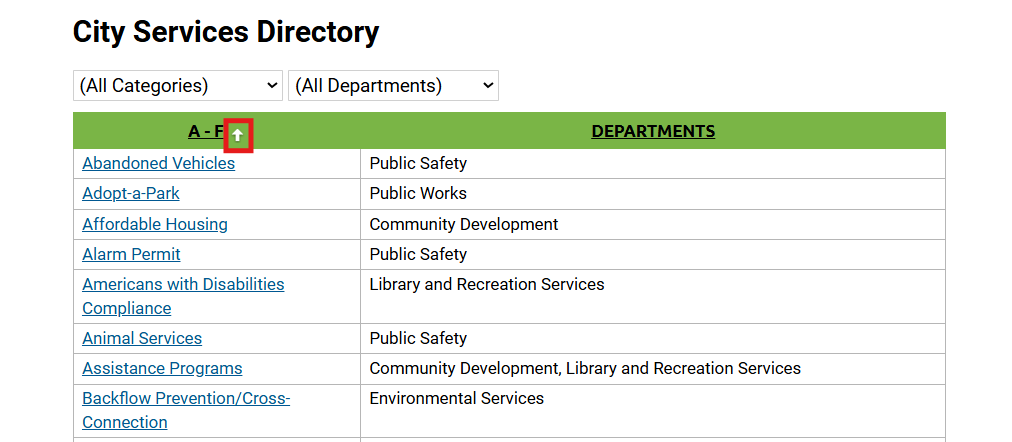 City Services Directory
(All Categories) (All Departments)
A - F DEPARTMENTS
Abandoned Vehicles Public Safety
Adopt-a-Park Public Works
Affordable Housing Community Development
Alarm Permit Public Safety
Americans with Disabilities Library and Recreation Services
Compliance
Animal Services Public Safety
Assistance Programs Community Development, Library and Recreation Services
Backflow Prevention/Cross- Environmental Services
Connection